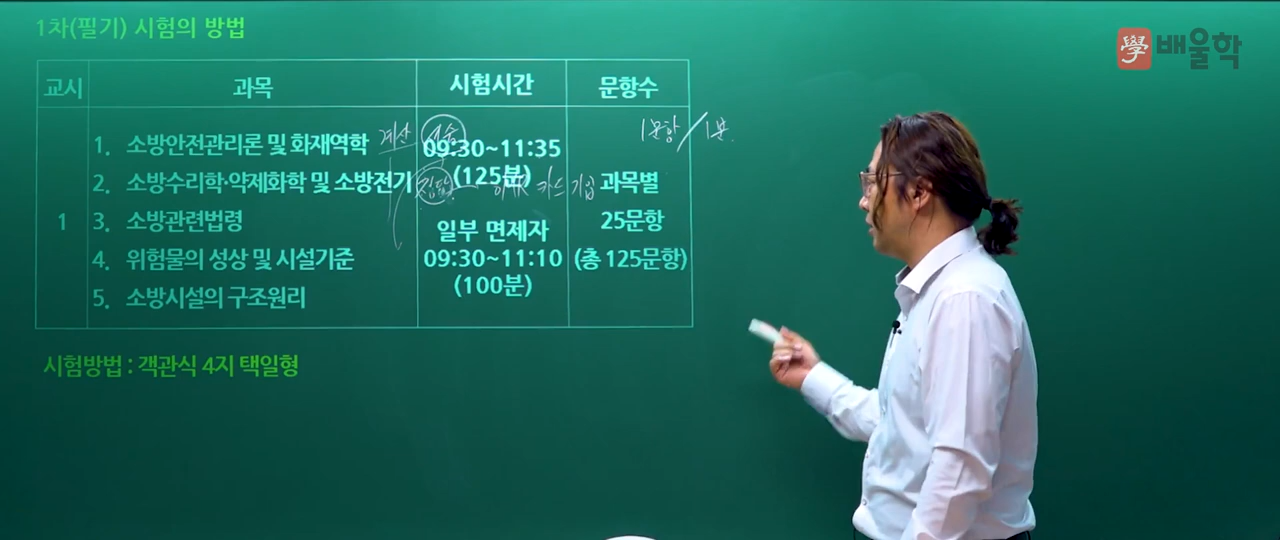 1차(필기) 시험의 방법
學 배울학
교시 과목 시험시간 문항수
1
1. 소방안전관리론 및 화재역학
2. 소방수리학·약제화학 및 소방전기
3. 소방관련법령
4. 위험물의 성상 및 시설기준
5. 소방시설의 구조원리
계산
09:30~11:35
(125분)
카드 기입
일부 면제자
09:30~11:10
(100분)
1문항/1분.
과목별
25문항
(총 125문항)
시험방법 : 객관식 4지 택일형